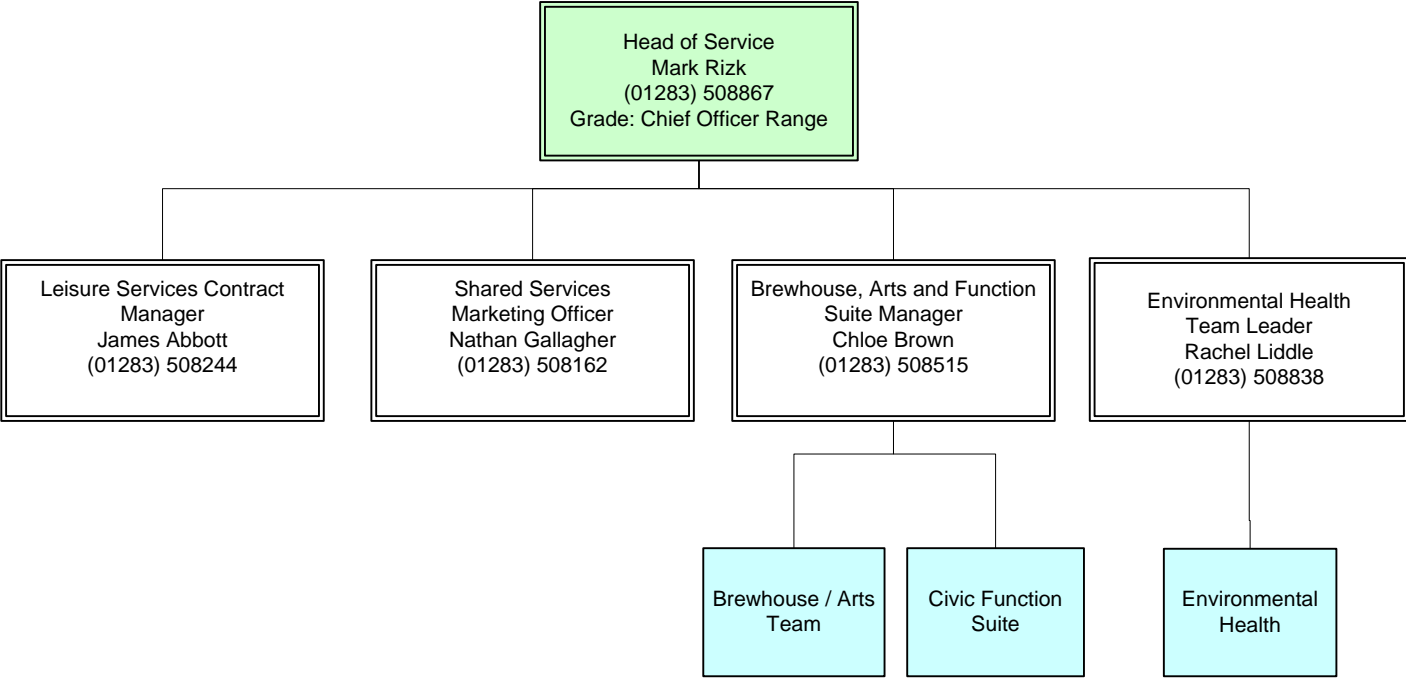 Head of Service
Mark Rizk
(01283) 508867
Grade: Chief Officer Range
Leisure Services Contract
Manager
James Abbott
(01283) 508244
Shared Services
Marketing Officer
Nathan Gallagher
(01283) 508162
Brewhouse, Arts and Function
Suite Manager
Chloe Brown
(01283) 508515
Environmental Health
Team Leader
Rachel Liddle
(01283) 508838
Brewhouse / Arts
Team
Civic Function
Suite
Environmental
Health